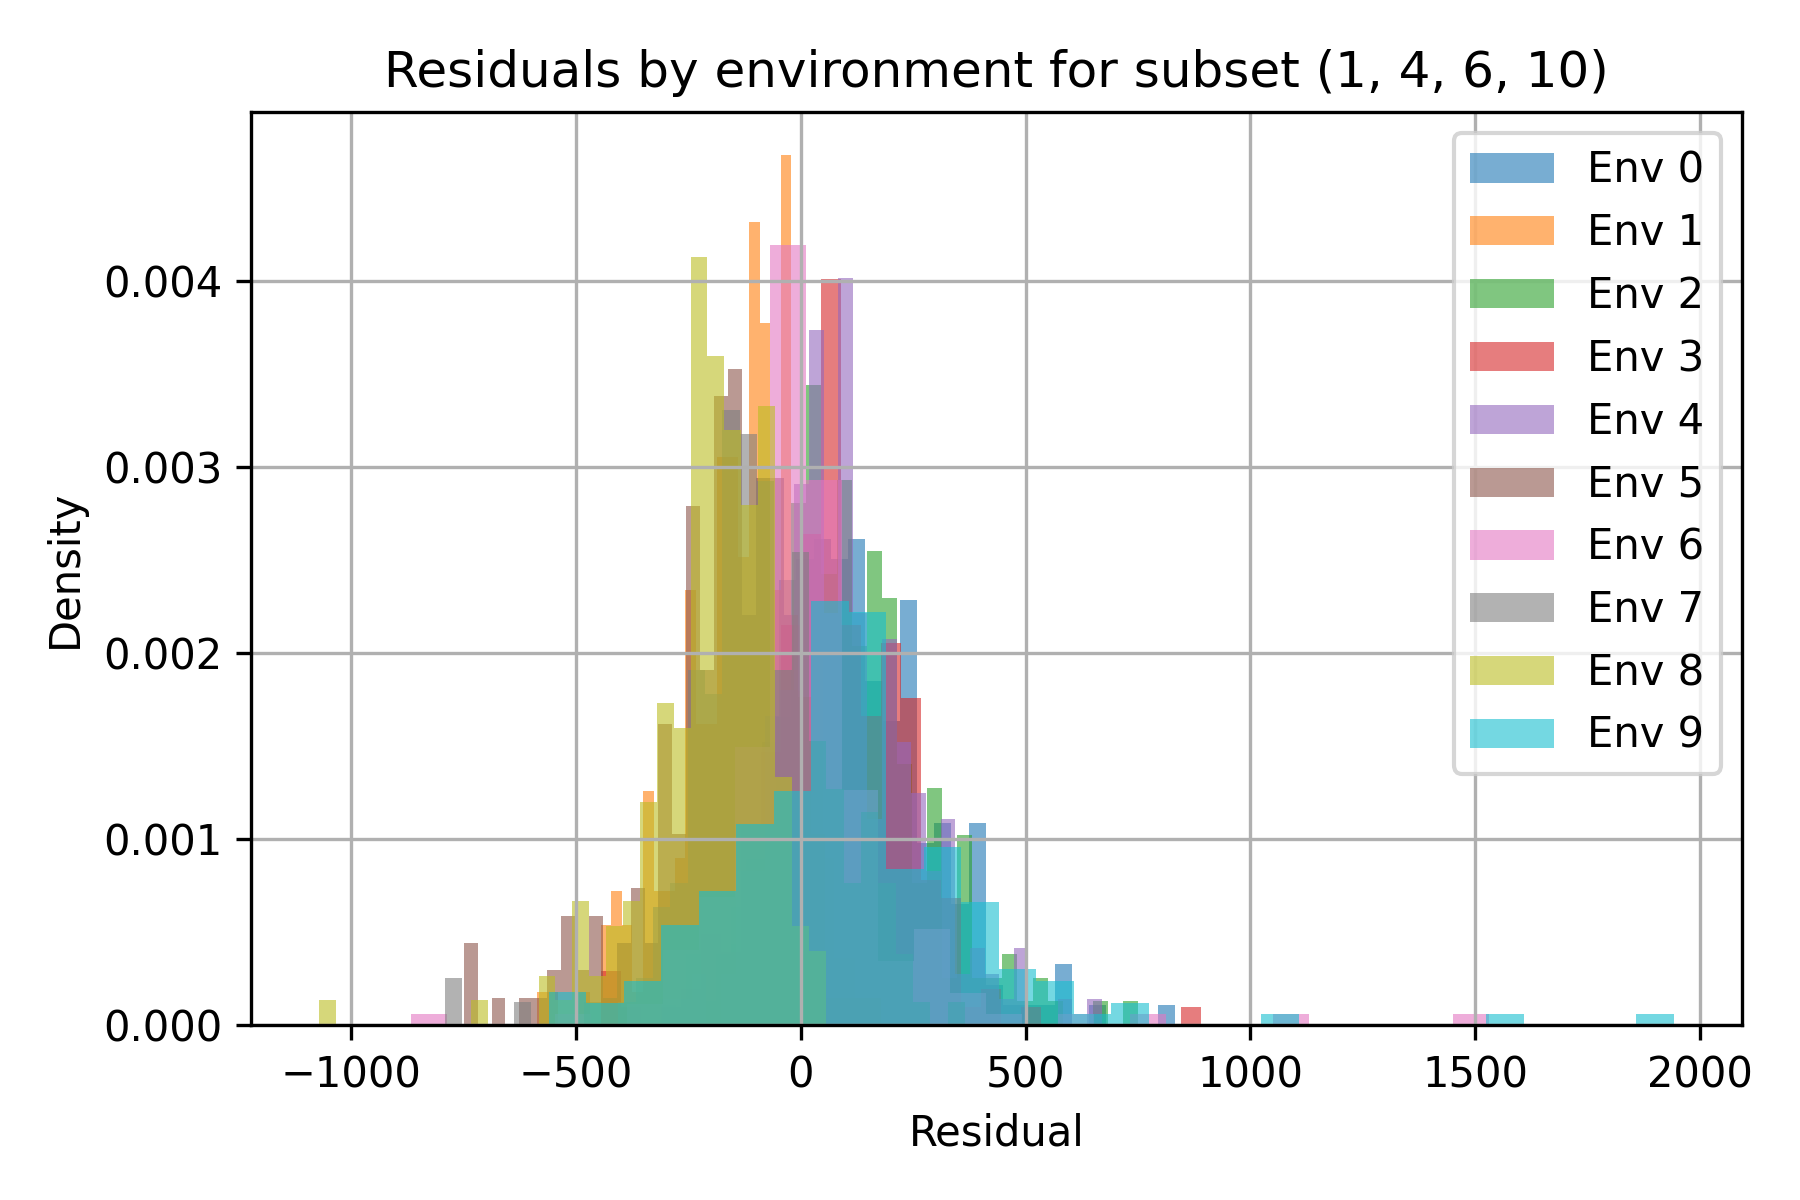 Residuals by environment for subset (1, 4, 6, 10)
Density
0.004
0.003
0.002
0.001
0.000
−1000
−500
0
500
1000
1500
2000
Residual
Env 0
Env 1
Env 2
Env 3
Env 4
Env 5
Env 6
Env 7
Env 8
Env 9